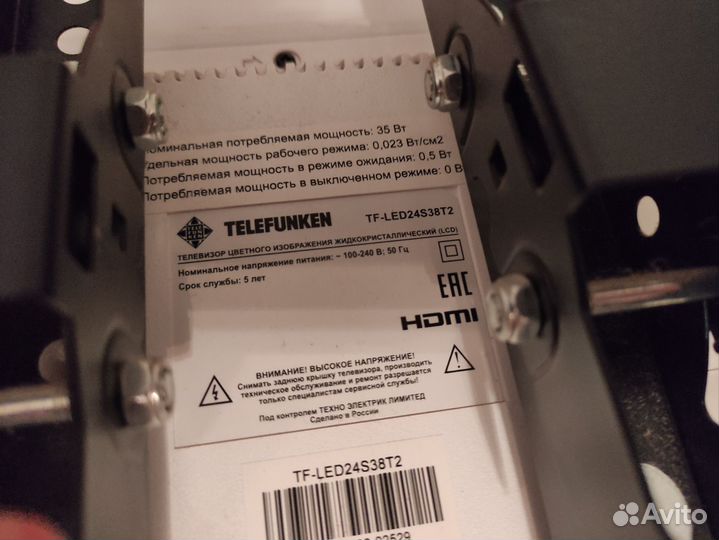 оминальная потребляемая мощность: 35 Вт
дельная мощность рабочего режима: 0,023 Вт/см2
Потребляемая мощность в режиме ожидания: 0,5 Вт
Потребляемая мощность в выключенном режиме: 0 В
TELEFUNKEN TF-LED24S38T2
ТЕЛЕВИЗОР ЦВЕТНОГО ИЗОБРАЖЕНИЯ ЖИДКОКРИСТАЛЛИЧЕСКИЙ (LCD)
Номинальное напряжение питания: ~ 100-240 В; 50 Гц
Срок службы: 5 лет
EAC
HDMI
ВНИМАНИЕ! ВЫСОКОЕ НАПРЯЖЕНИЕ!
Снимать заднюю крышку телевизора, производить
техническое обслуживание и ремонт разрешается
только специалистам сервисной службы!
Под контролем ТЕХНО ЭЛЕКТРИК ЛИМИТЕД
Сделано в России
TF-LED24S38T2
Avito